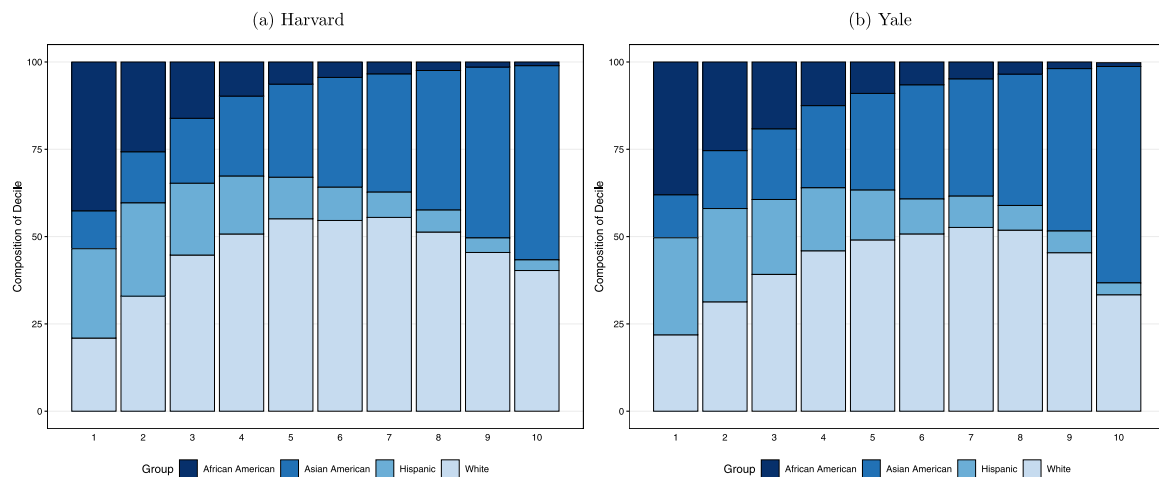 (a) Harvard
100
75
50
25
0
Composition of Decile
1 2 3 4 5 6 7 8 9 10
Group African American Asian American Hispanic White
(b) Yale
100
75
50
25
0
Composition of Decile
1 2 3 4 5 6 7 8 9 10
Group African American Asian American Hispanic White